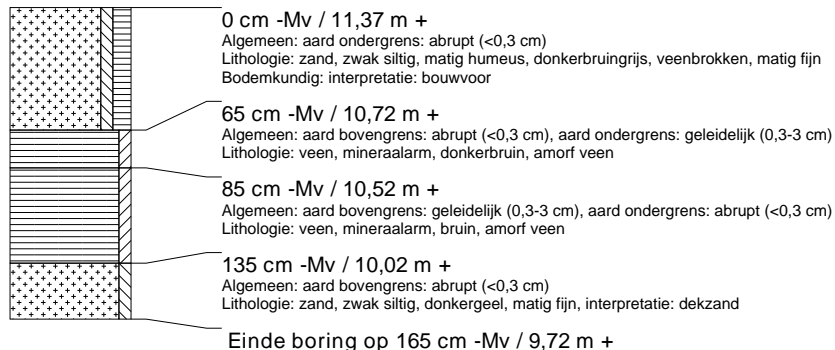 0 cm -Mv / 11,37 m +
Algemeen: aard ondergrens: abrupt (<0,3 cm)
Lithologie: zand, zwak siltig, matig humeus, donkerbruingrijs, veenbrokken, matig fijn
Bodemkundig: interpretatie: bouwvoor
65 cm -Mv / 10,72 m +
Algemeen: aard bovengrens: abrupt (<0,3 cm), aard ondergrens: geleidelijk (0,3-3 cm)
Lithologie: veen, mineraalarm, donkerbruin, amorf veen
85 cm -Mv / 10,52 m +
Algemeen: aard bovengrens: geleidelijk (0,3-3 cm), aard ondergrens: abrupt (<0,3 cm)
Lithologie: veen, mineraalarm, bruin, amorf veen
135 cm -Mv / 10,02 m +
Algemeen: aard bovengrens: abrupt (<0,3 cm)
Lithologie: zand, zwak siltig, donkergeel, matig fijn, interpretatie: dekzand
Einde boring op 165 cm -Mv / 9,72 m +